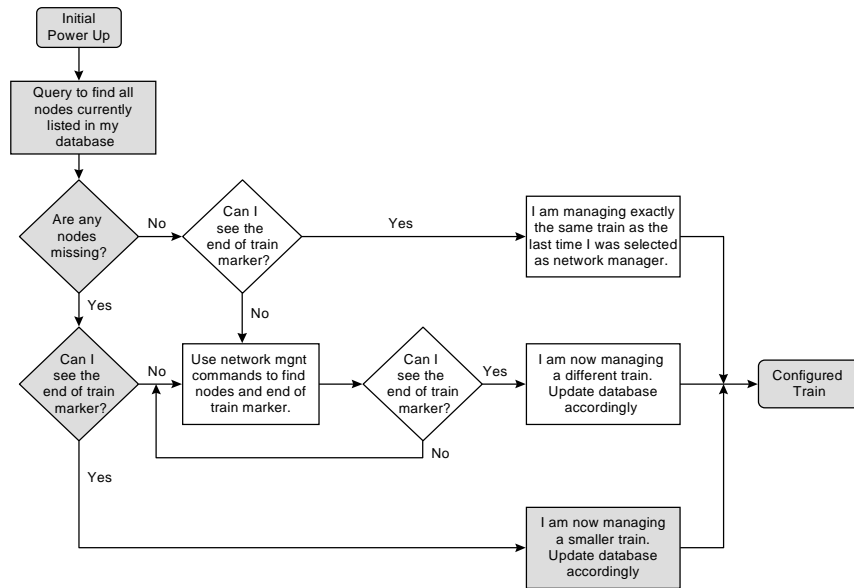 Initial
Power Up
Query to find all
nodes currently
listed in my
database
Are any
nodes
missing?
No
Can I
see the
end of train
marker?
Yes
I am managing exactly
the same train as the
last time I was selected
as network manager.
Yes
No
Can I
see the
end of train
marker?
No
Use network mgnt
commands to find
nodes and end of
train marker.
Can I
see the
end of train
marker?
Yes
I am now managing
a different train.
Update database
accordingly
Configured
Train
No
Yes
I am now managing
a smaller train.
Update database
accordingly